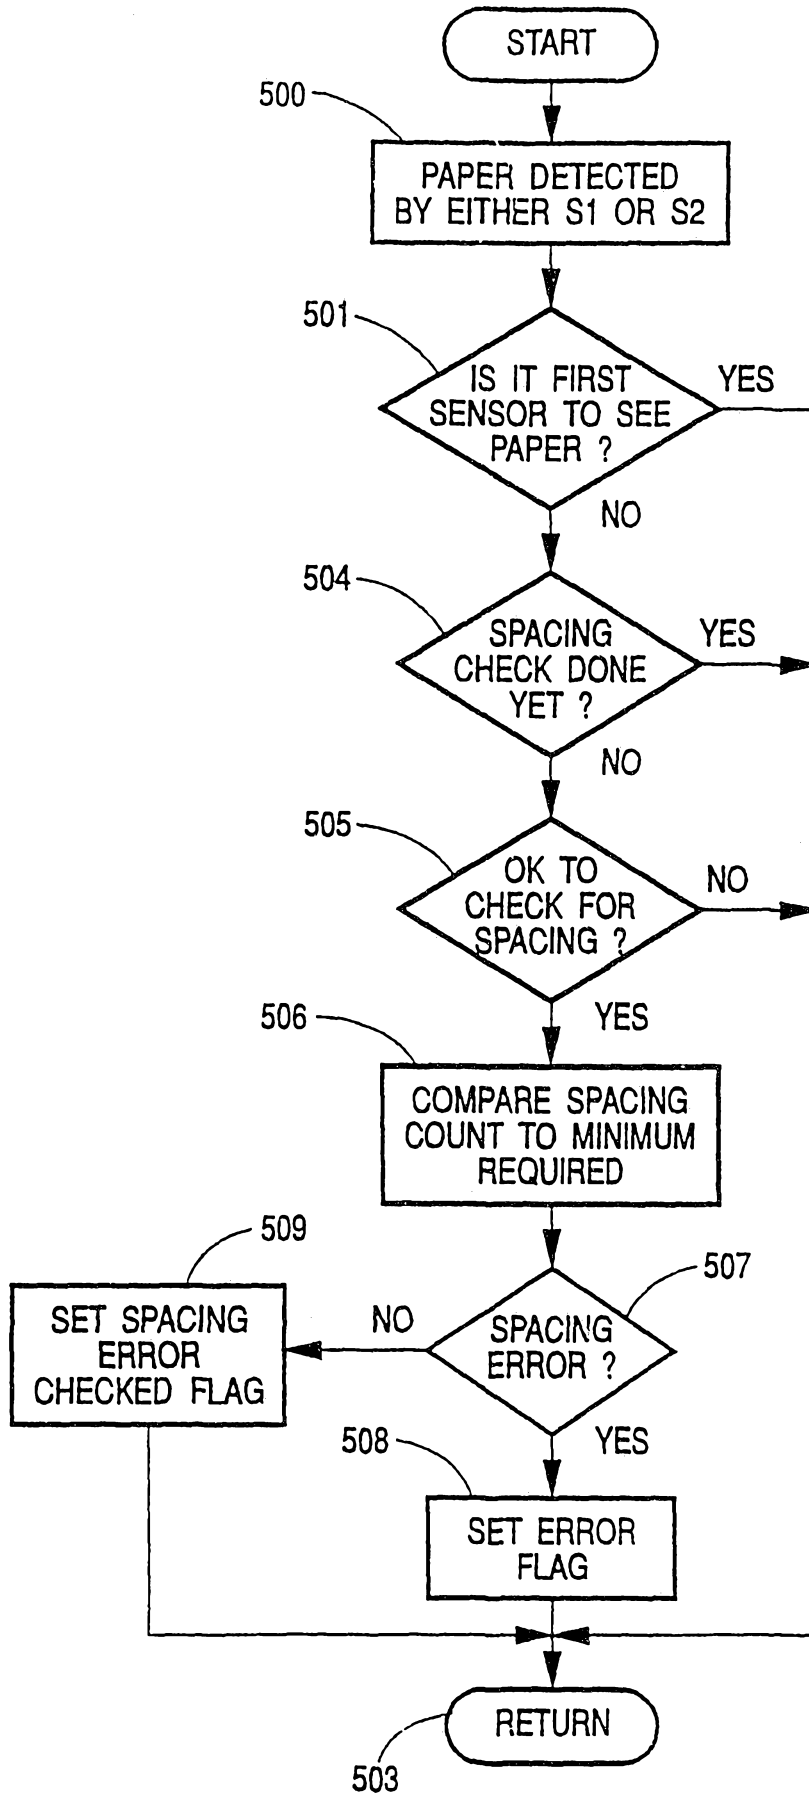 START
500
PAPER DETECTED
BY EITHER S1 OR S2
501
IS IT FIRST
SENSOR TO SEE
PAPER ?
YES
NO
504
SPACING
CHECK DONE
YET ?
YES
NO
505
OK TO
CHECK FOR
SPACING ?
NO
YES
506
COMPARE SPACING
COUNT TO MINIMUM
REQUIRED
509
507
SET SPACING
ERROR
CHECKED FLAG
NO
SPACING
ERROR ?
YES
508
SET ERROR
FLAG
RETURN
503